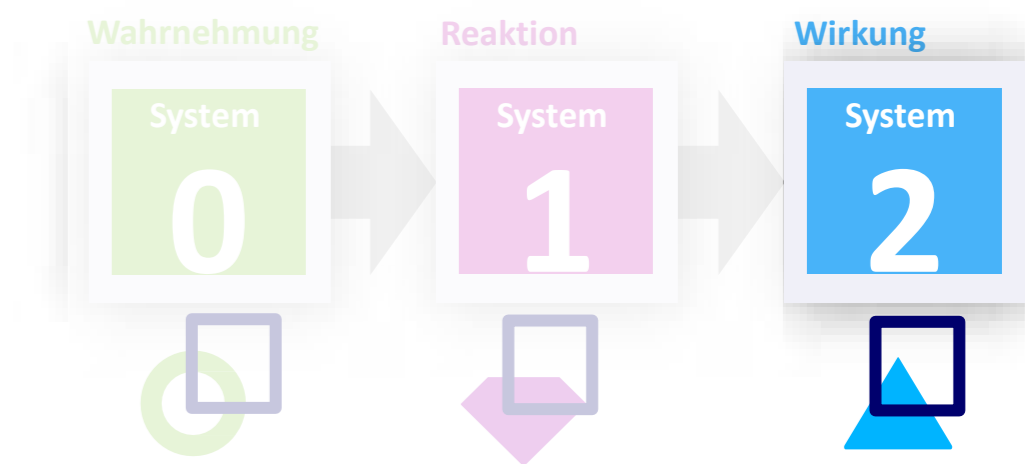 Wahrnehmung
Reaktion
Wirkung
System
0
System
1
System
2